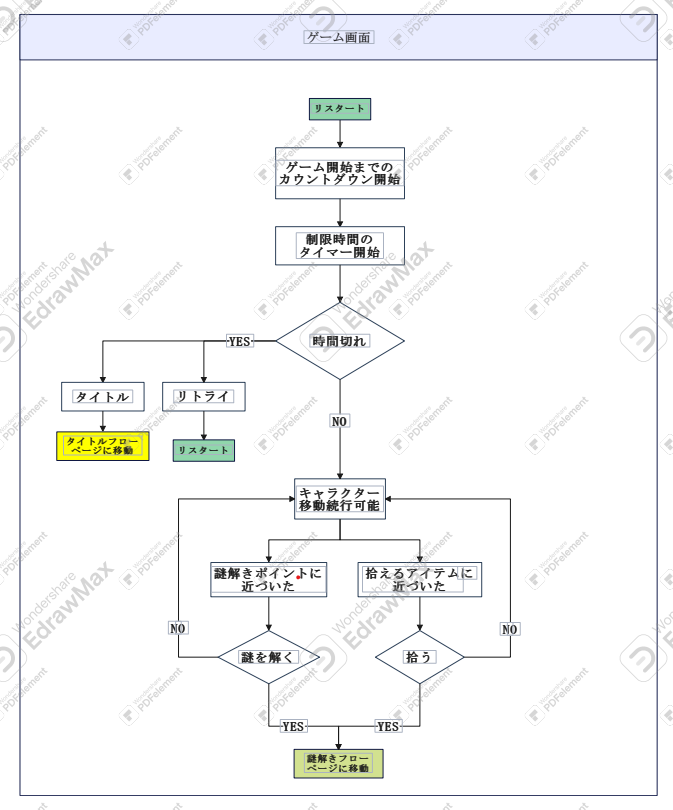 ゲーム画面
リスタート
ゲーム開始までの
カウントダウン開始
制限時間の
タイマー開始
時間切れ
YES
タイトル
リトライ
タイトルフロー
ページに移動
リスタート
NO
キャラクター
移動続行可能
謎解きポイントに
近づいた
拾えるアイテムに
近づいた
NO
謎を解く
拾う
NO
YES
YES
謎解きフロー
ページに移動
Wondershare
EdrawMax
Wondershare
PDFelement